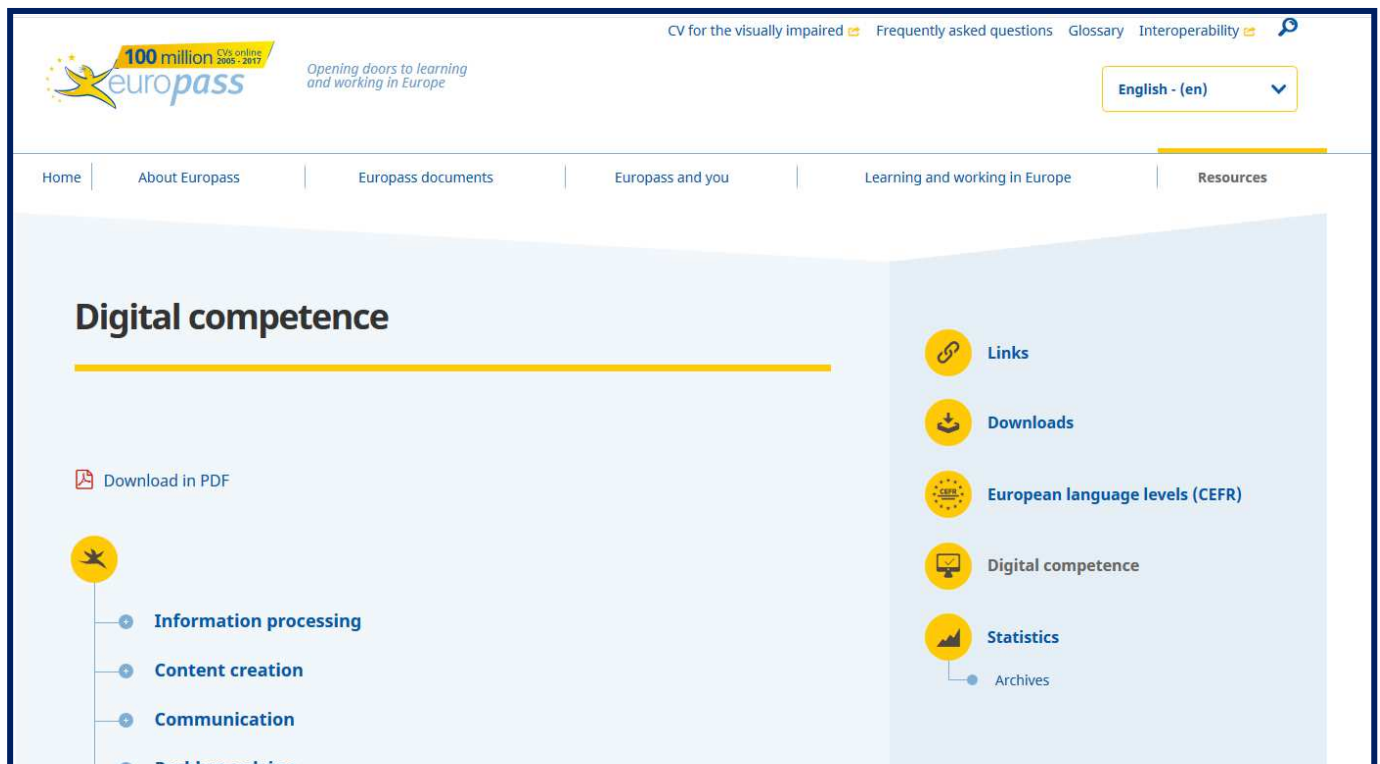 CV for the visually impaired Frequently asked questions Glossary Interoperability
100 million CVs online 2005 - 2017
europass
Opening doors to learning
and working in Europe
English - (en)
Home About Europass Europass documents Europass and you Learning and working in Europe Resources
Digital competence
Download in PDF
Information processing
Content creation
Communication
Links
Downloads
CEFR
European language levels (CEFR)
Digital competence
Statistics
Archives